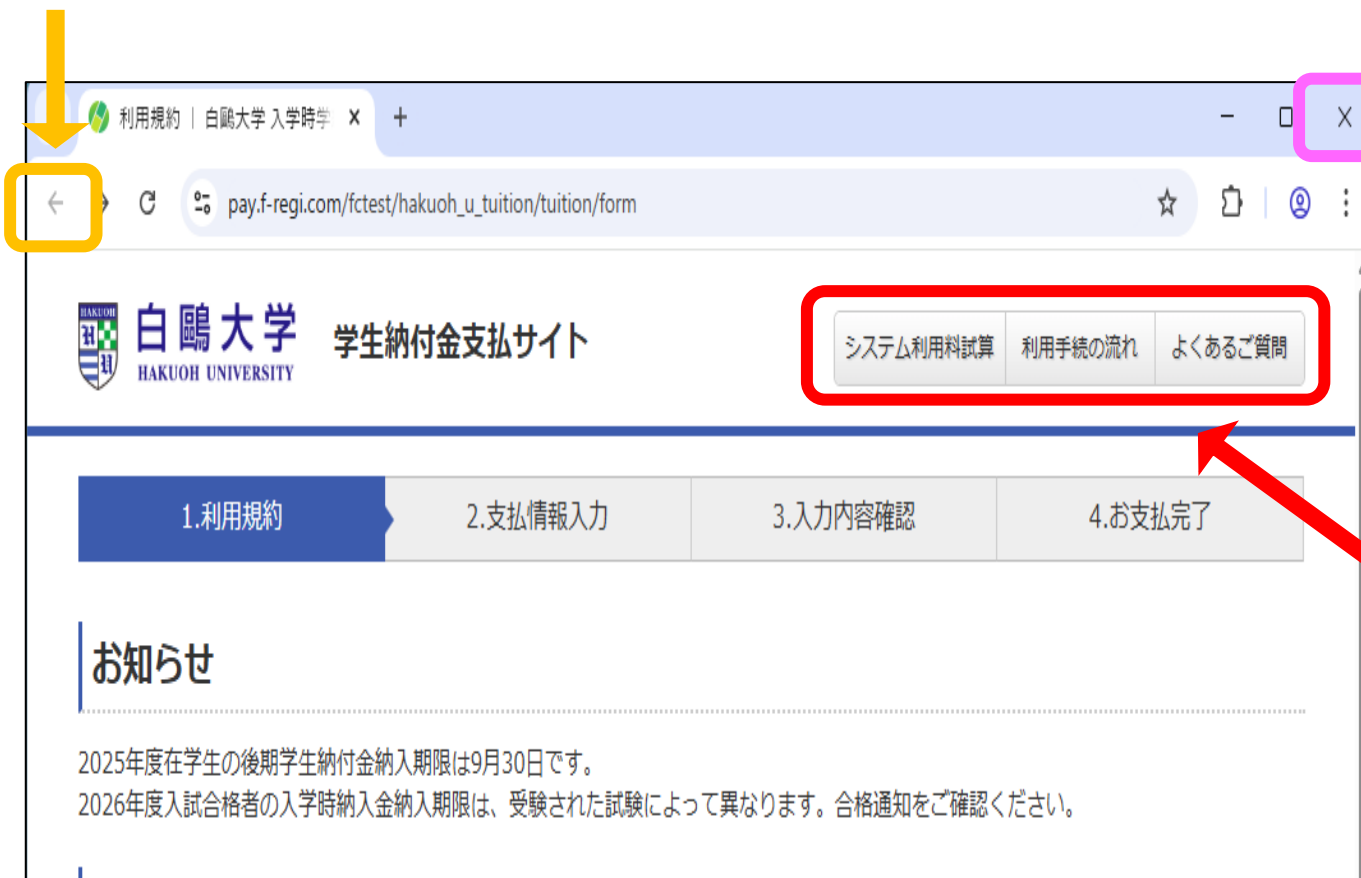 利用規約 | 白鷗大学 入学時学
pay.f-regi.com/fctest/hakuoh_u_tuition/tuition/form
HAKUOH
白鷗大学
HAKUOH UNIVERSITY
学生納付金支払サイト
システム利用料試算 利用手続の流れ よくあるご質問
1.利用規約 2.支払情報入力 3.入力内容確認 4.お支払完了
お知らせ
2025年度在学生の後期学生納付金納入期限は9月30日です。
2026年度入試合格者の入学時納入金納入期限は、受験された試験によって異なります。合格通知をご確認ください。